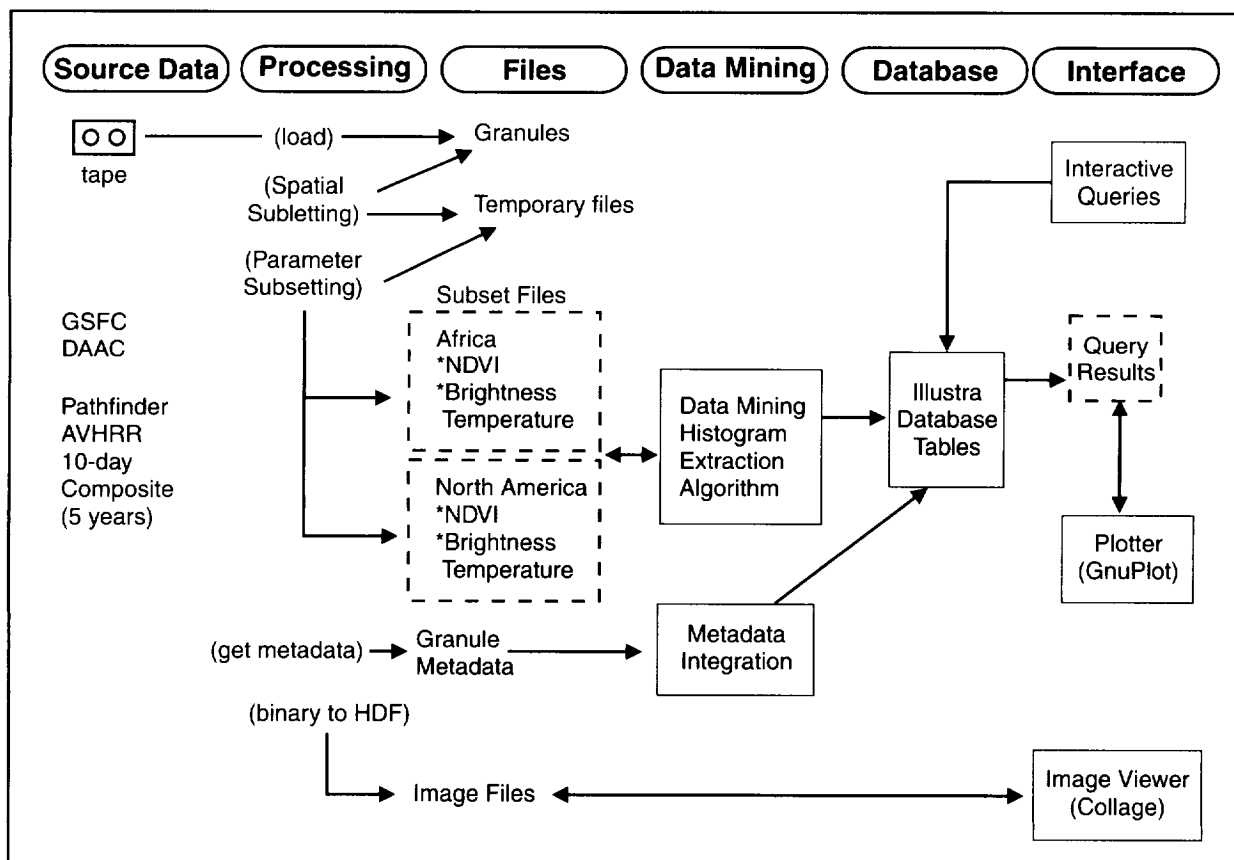 Source Data
Processing
Files
Data Mining
Database
Interface
tape
(load)
Granules
(Spatial
Subletting)
Temporary files
(Parameter
Subsetting)
Interactive
Queries
GSFC
DAAC
Pathfinder
AVHRR
10-day
Composite
(5 years)
Subset Files
Africa
*NDVI
*Brightness
Temperature
North America
*NDVI
*Brightness
Temperature
Data Mining
Histogram
Extraction
Algorithm
Illustra
Database
Tables
Query
Results
Plotter
(GnuPlot)
(get metadata)
Granule
Metadata
Metadata
Integration
(binary to HDF)
Image Files
Image Viewer
(Collage)